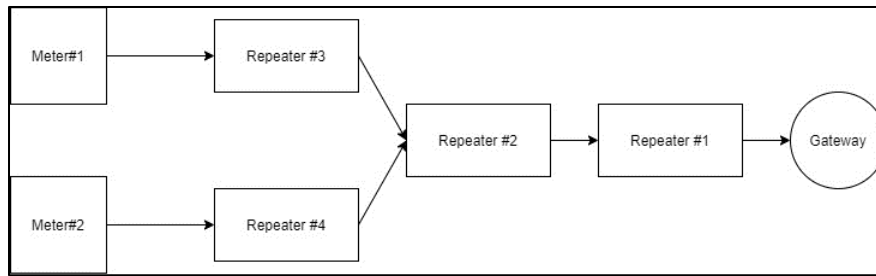 Meter#1
Repeater #3
Repeater #2
Repeater #1
Gateway
Meter#2
Repeater #4